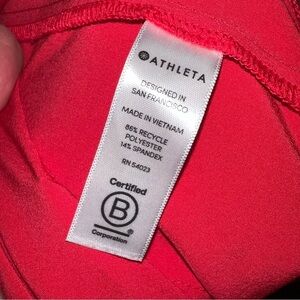 ATHLETA
DESIGNED IN
SAN FRANCISCO
MADE IN VIETNAM
86% RECYCLE
POLYESTER
14% SPANDEX
RN 54023
Certified
B
Corporation